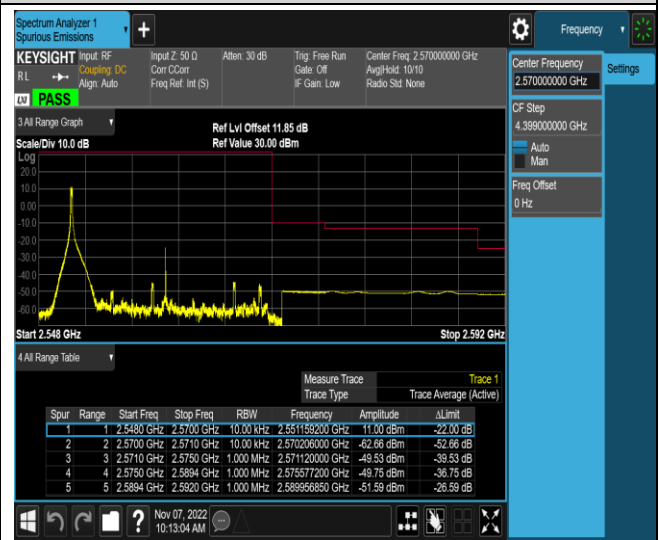 Spectrum Analyzer 1
Spurious Emissions
Frequency
KEYSIGHT Input: RF Input Z: 50 Ω Atten: 30 dB Trig: Free Run Center Freq: 2.570000000 GHz
RL Coupling: DC Corr CCorr Gate: Off Avg|Hold: 10/10
Align: Auto Freq Ref: Int (S) IF Gain: Low Radio Std: None
LXI PASS
3 All Range Graph
Ref Lvl Offset 11.85 dB
Scale/Div 10.0 dB Ref Value 30.00 dBm
Log
20.0
10.0
0.00
-10.0
-20.0
-30.0
-40.0
-50.0
-60.0
Start 2.548 GHz Stop 2.592 GHz
4 All Range Table
Measure Trace Trace 1
Trace Type Trace Average (Active)
Spur Range Start Freq Stop Freq RBW Frequency Amplitude ΔLimit
1 1 2.5480 GHz 2.5700 GHz 10.00 kHz 2.551159200 GHz 11.00 dBm -22.00 dB
2 2 2.5700 GHz 2.5710 GHz 10.00 kHz 2.570206000 GHz -62.66 dBm -52.66 dB
3 3 2.5710 GHz 2.5750 GHz 1.000 MHz 2.571120000 GHz -49.53 dBm -39.53 dB
4 4 2.5750 GHz 2.5894 GHz 1.000 MHz 2.575577200 GHz -49.75 dBm -36.75 dB
5 5 2.5894 GHz 2.5920 GHz 1.000 MHz 2.589956850 GHz -51.59 dBm -26.59 dB
Nov 07, 2022
10:13:04 AM
Center Frequency
2.570000000 GHz
Settings
CF Step
4.399000000 GHz
Auto
Man
Freq Offset
0 Hz